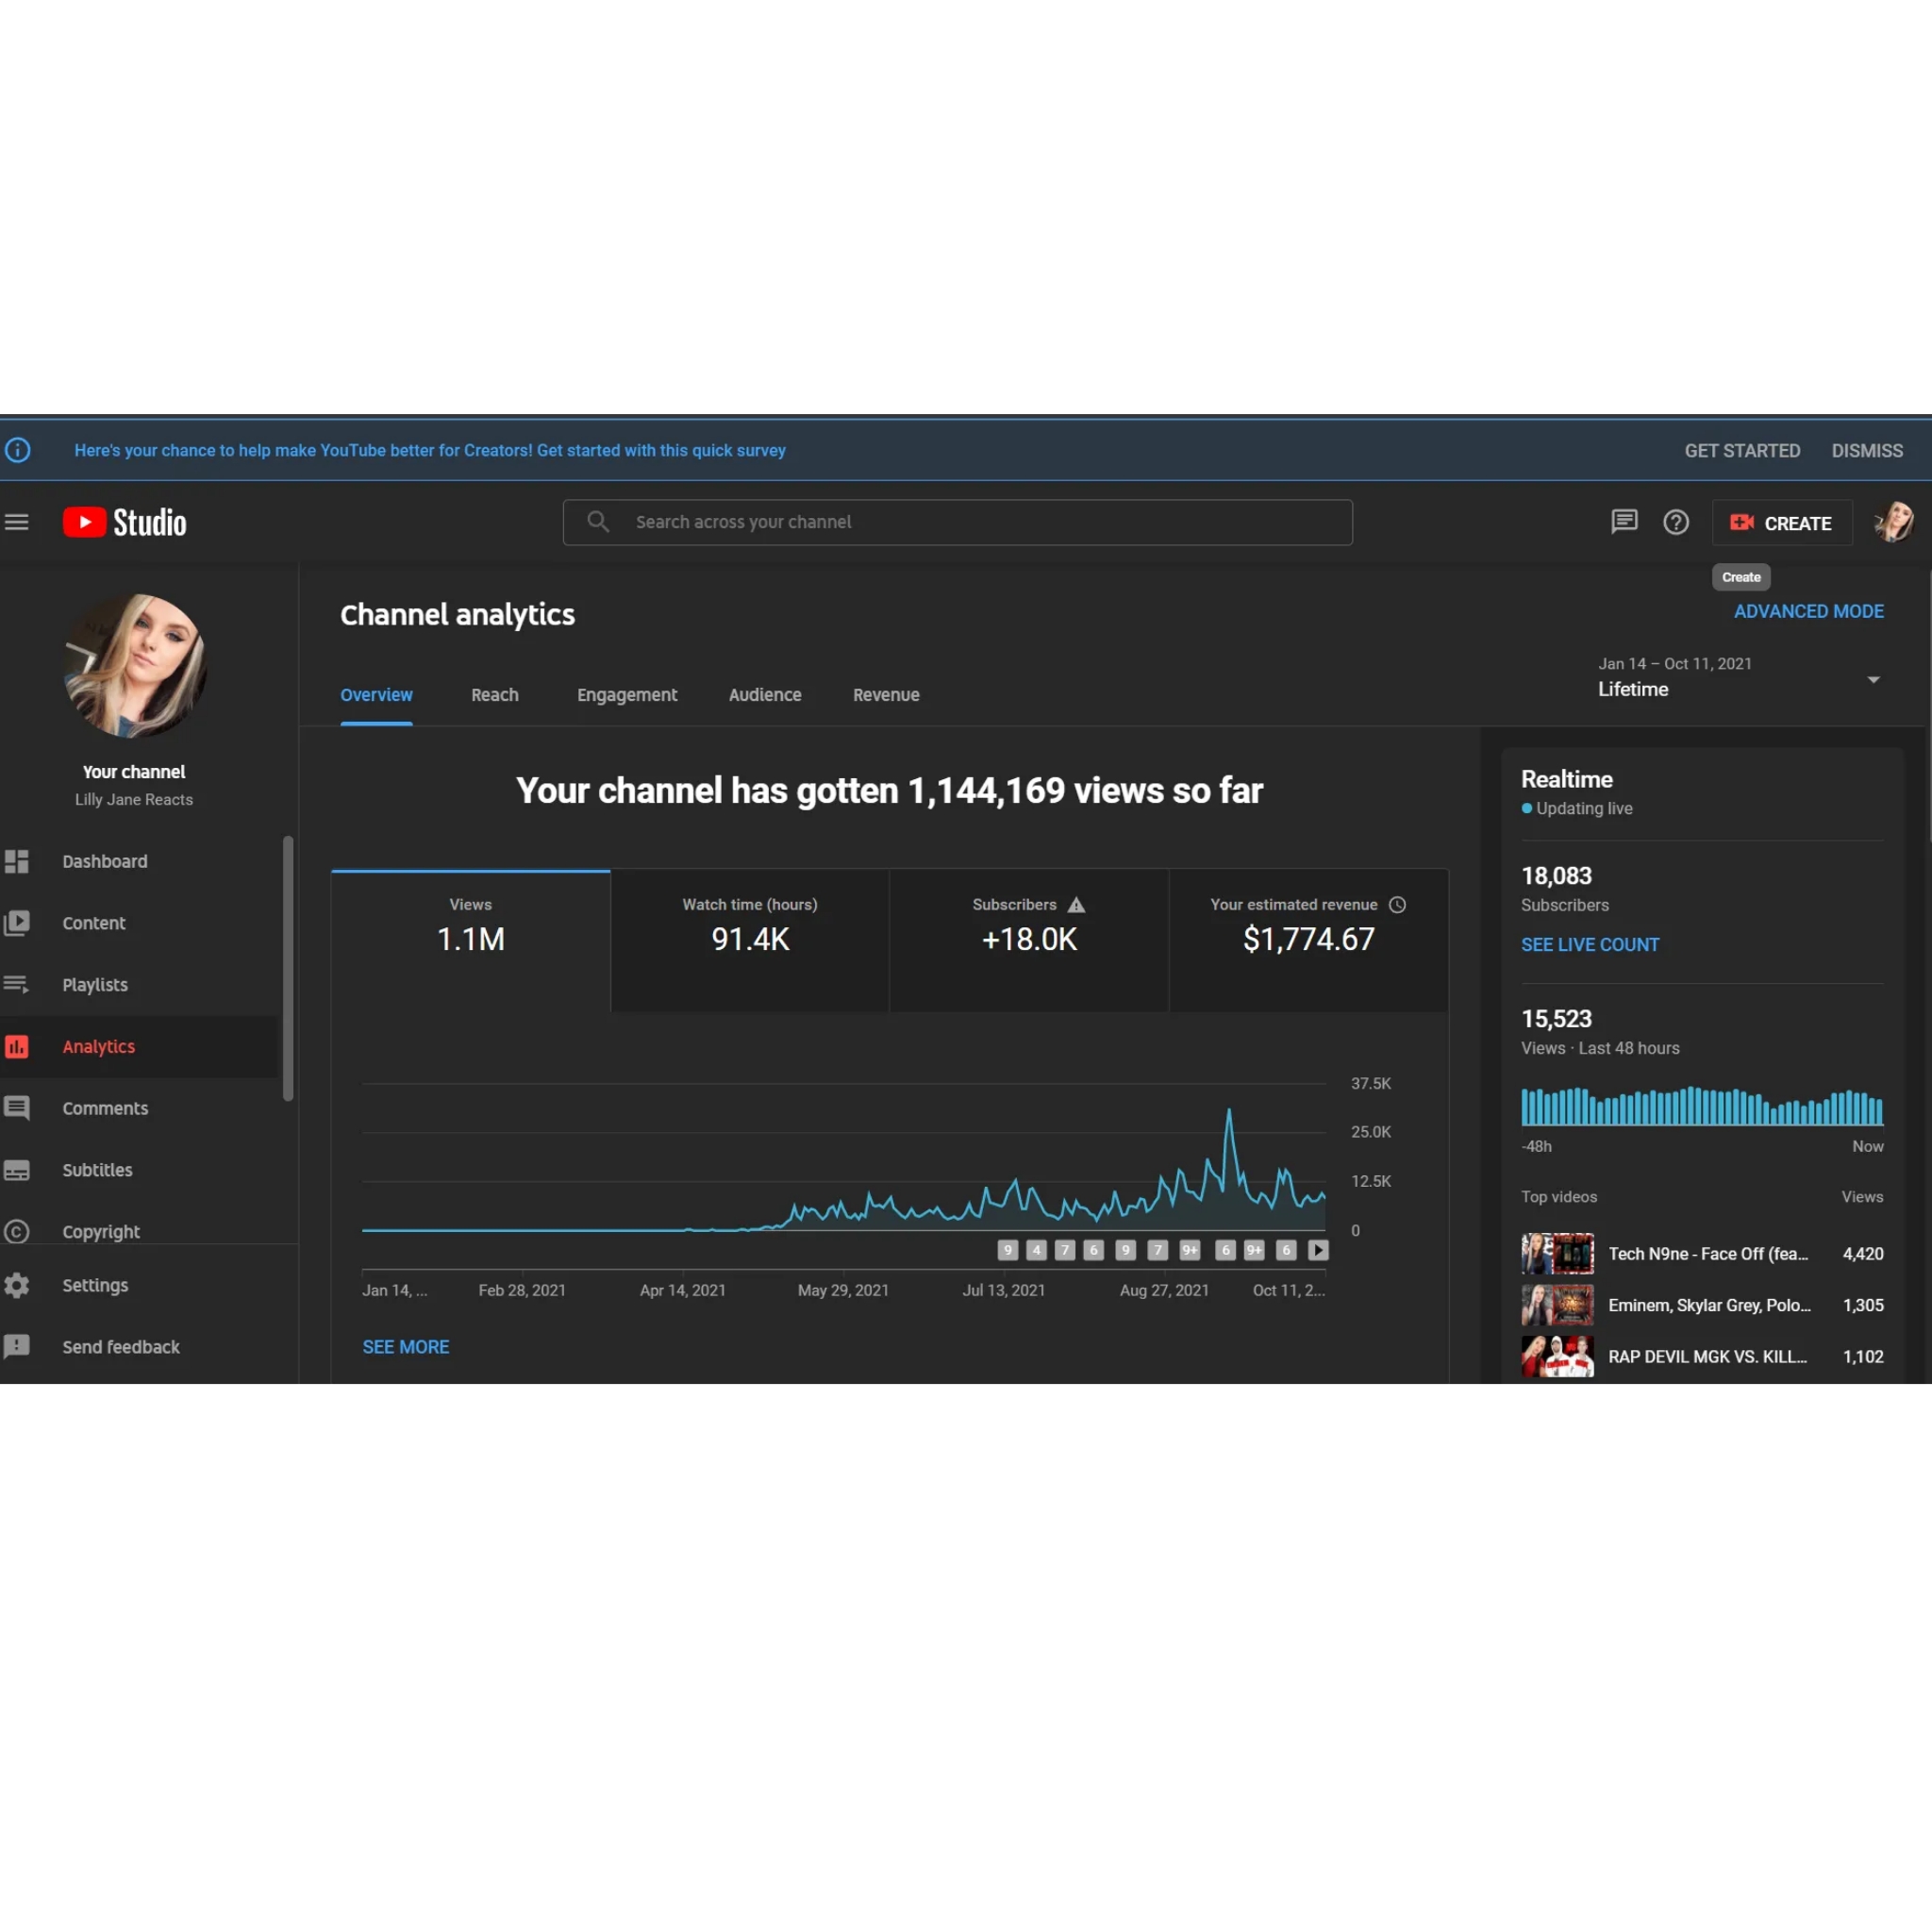 Here's your chance to help make YouTube better for Creators! Get started with this quick survey
GET STARTED
DISMISS
Studio
Search across your channel
CREATE
Create
Channel analytics
ADVANCED MODE
Overview
Reach
Engagement
Audience
Revenue
Jan 14 – Oct 11, 2021
Lifetime
Your channel
Lilly Jane Reacts
Dashboard
Content
Playlists
Analytics
Comments
Subtitles
Copyright
Settings
Send feedback
Your channel has gotten 1,144,169 views so far
Views
1.1M
Watch time (hours)
91.4K
Subscribers
+18.0K
Your estimated revenue
$1,774.67
37.5K
25.0K
12.5K
0
9 4 7 6 9 7 9+ 6 9+ 6
Jan 14, ... Feb 28, 2021 Apr 14, 2021 May 29, 2021 Jul 13, 2021 Aug 27, 2021 Oct 11, 2...
SEE MORE
Realtime
Updating live
18,083
Subscribers
SEE LIVE COUNT
15,523
Views · Last 48 hours
-48h Now
Top videos Views
Tech N9ne - Face Off (fea... 4,420
Eminem, Skylar Grey, Polo... 1,305
RAP DEVIL MGK VS. KILL... 1,102